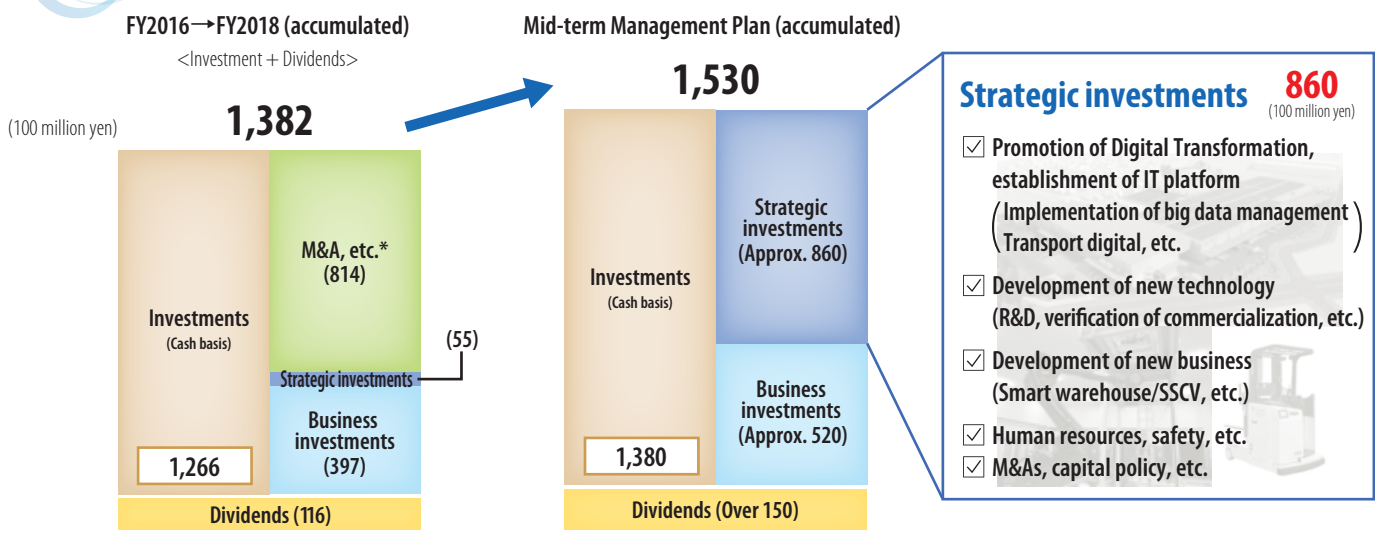 FY2016→FY2018 (accumulated)
<Investment + Dividends>
(100 million yen)
1,382
Investments
(Cash basis)
1,266
M&A, etc.*
(814)
Strategic investments
(55)
Business
investments
(397)
Dividends (116)
Mid-term Management Plan (accumulated)
1,530
Investments
(Cash basis)
1,380
Strategic
investments
(Approx. 860)
Business
investments
(Approx. 520)
Dividends (Over 150)
Strategic investments 860
(100 million yen)
Promotion of Digital Transformation,
establishment of IT platform
(Implementation of big data management
Transport digital, etc.)
Development of new technology
(R&D, verification of commercialization, etc.)
Development of new business
(Smart warehouse/SSCV, etc.)
Human resources, safety, etc.
M&As, capital policy, etc.